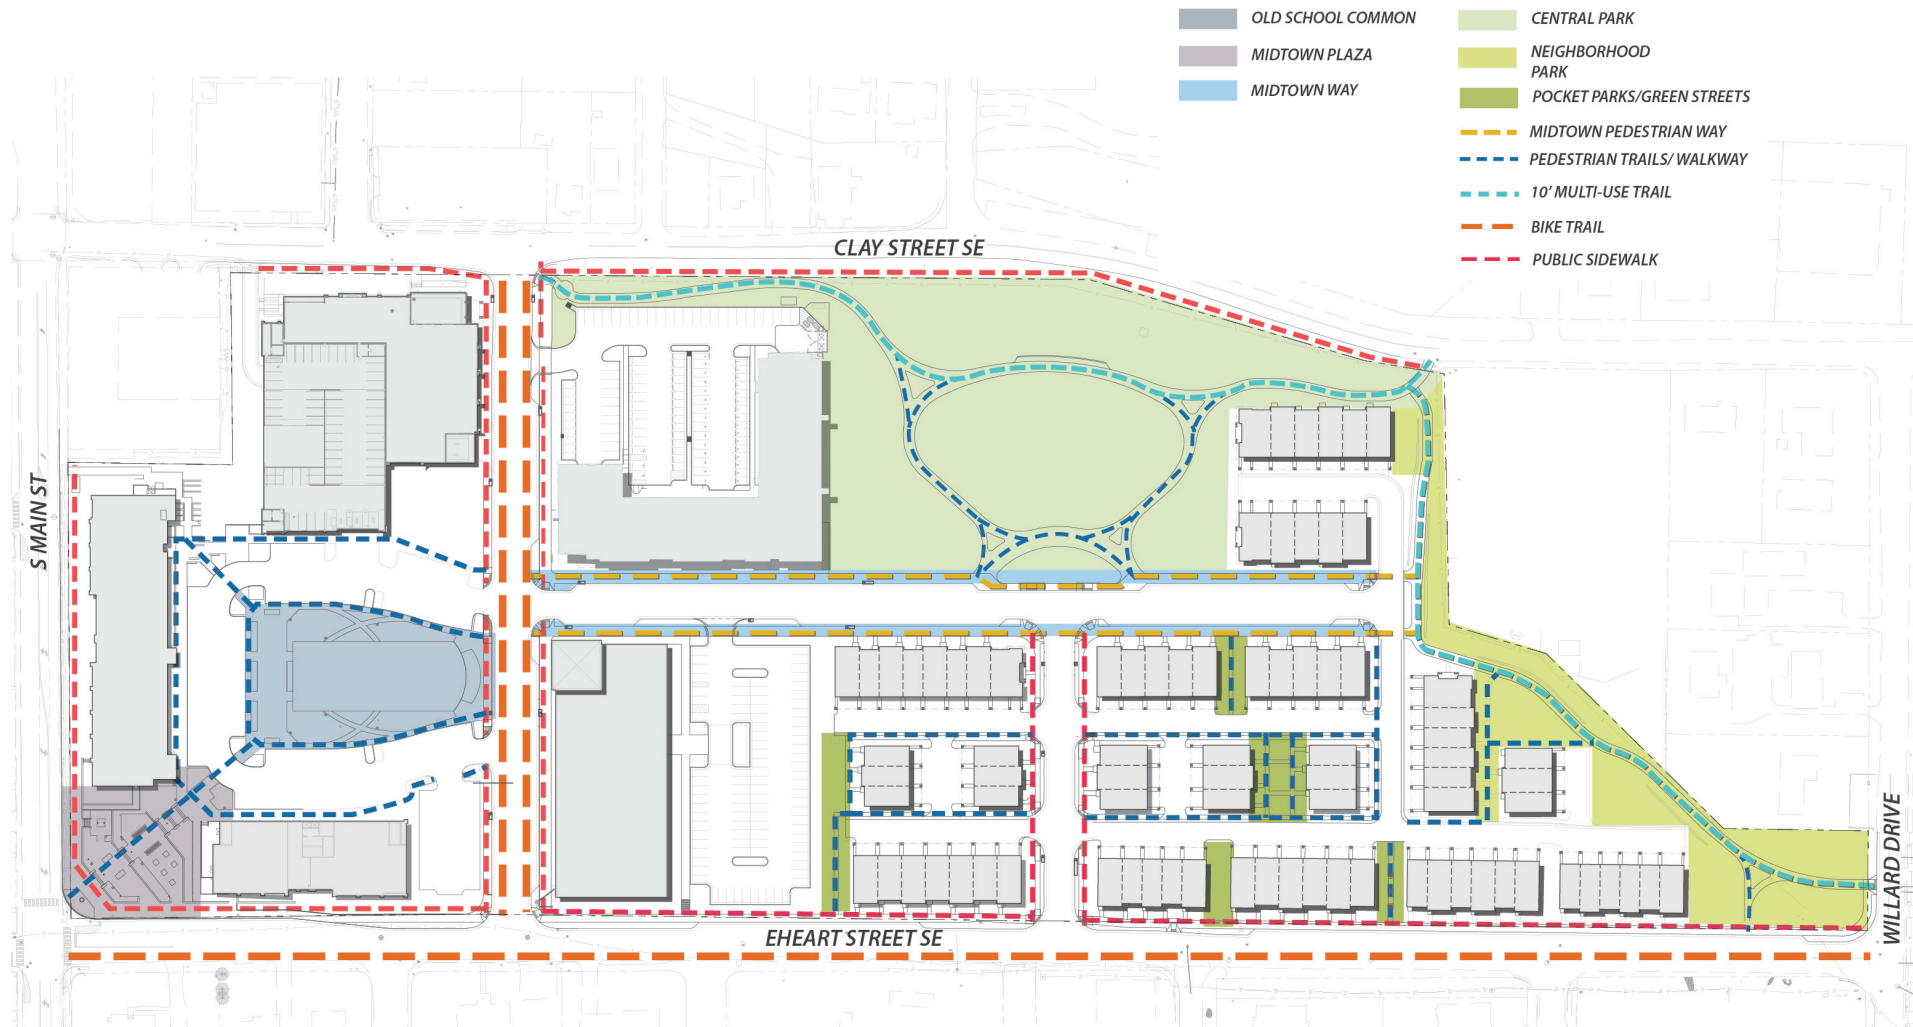 OLD SCHOOL COMMON
MIDTOWN PLAZA
MIDTOWN WAY
CENTRAL PARK
NEIGHBORHOOD
PARK
POCKET PARKS/GREEN STREETS
MIDTOWN PEDESTRIAN WAY
PEDESTRIAN TRAILS/ WALKWAY
10' MULTI-USE TRAIL
BIKE TRAIL
PUBLIC SIDEWALK
CLAY STREET SE
S MAIN ST
EHEART STREET SE
WILLARD DRIVE